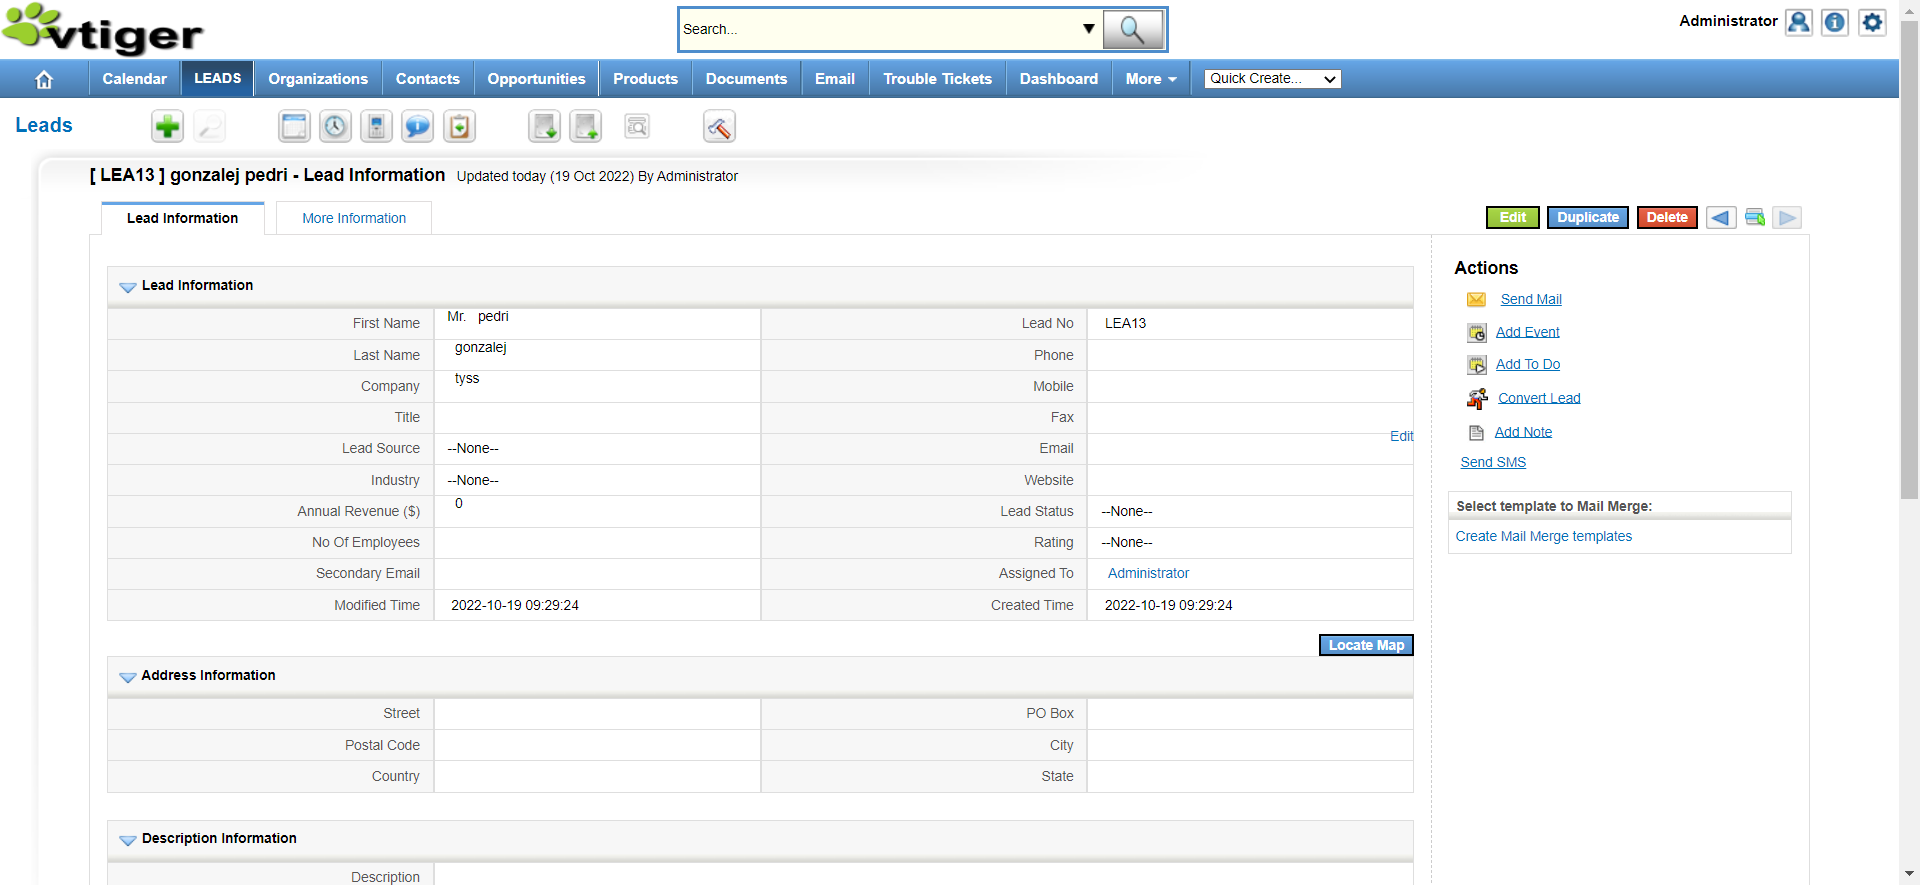 vtiger
Search...
Administrator
Calendar LEADS Organizations Contacts Opportunities Products Documents Email Trouble Tickets Dashboard More Quick Create...
Leads
[ LEA13 ] gonzalej pedri - Lead Information Updated today (19 Oct 2022) By Administrator
Lead Information More Information Edit Duplicate Delete
Lead Information
First Name Mr. pedri Lead No LEA13
Last Name gonzalej Phone
Company tyss Mobile
Title Fax
Lead Source --None-- Email Edit
Industry --None-- Website
Annual Revenue ($) 0 Lead Status --None--
No Of Employees Rating --None--
Secondary Email Assigned To Administrator
Modified Time 2022-10-19 09:29:24 Created Time 2022-10-19 09:29:24
Locate Map
Address Information
Street PO Box
Postal Code City
Country State
Description Information
Description
Actions
Send Mail
Add Event
Add To Do
Convert Lead
Add Note
Send SMS
Select template to Mail Merge:
Create Mail Merge templates